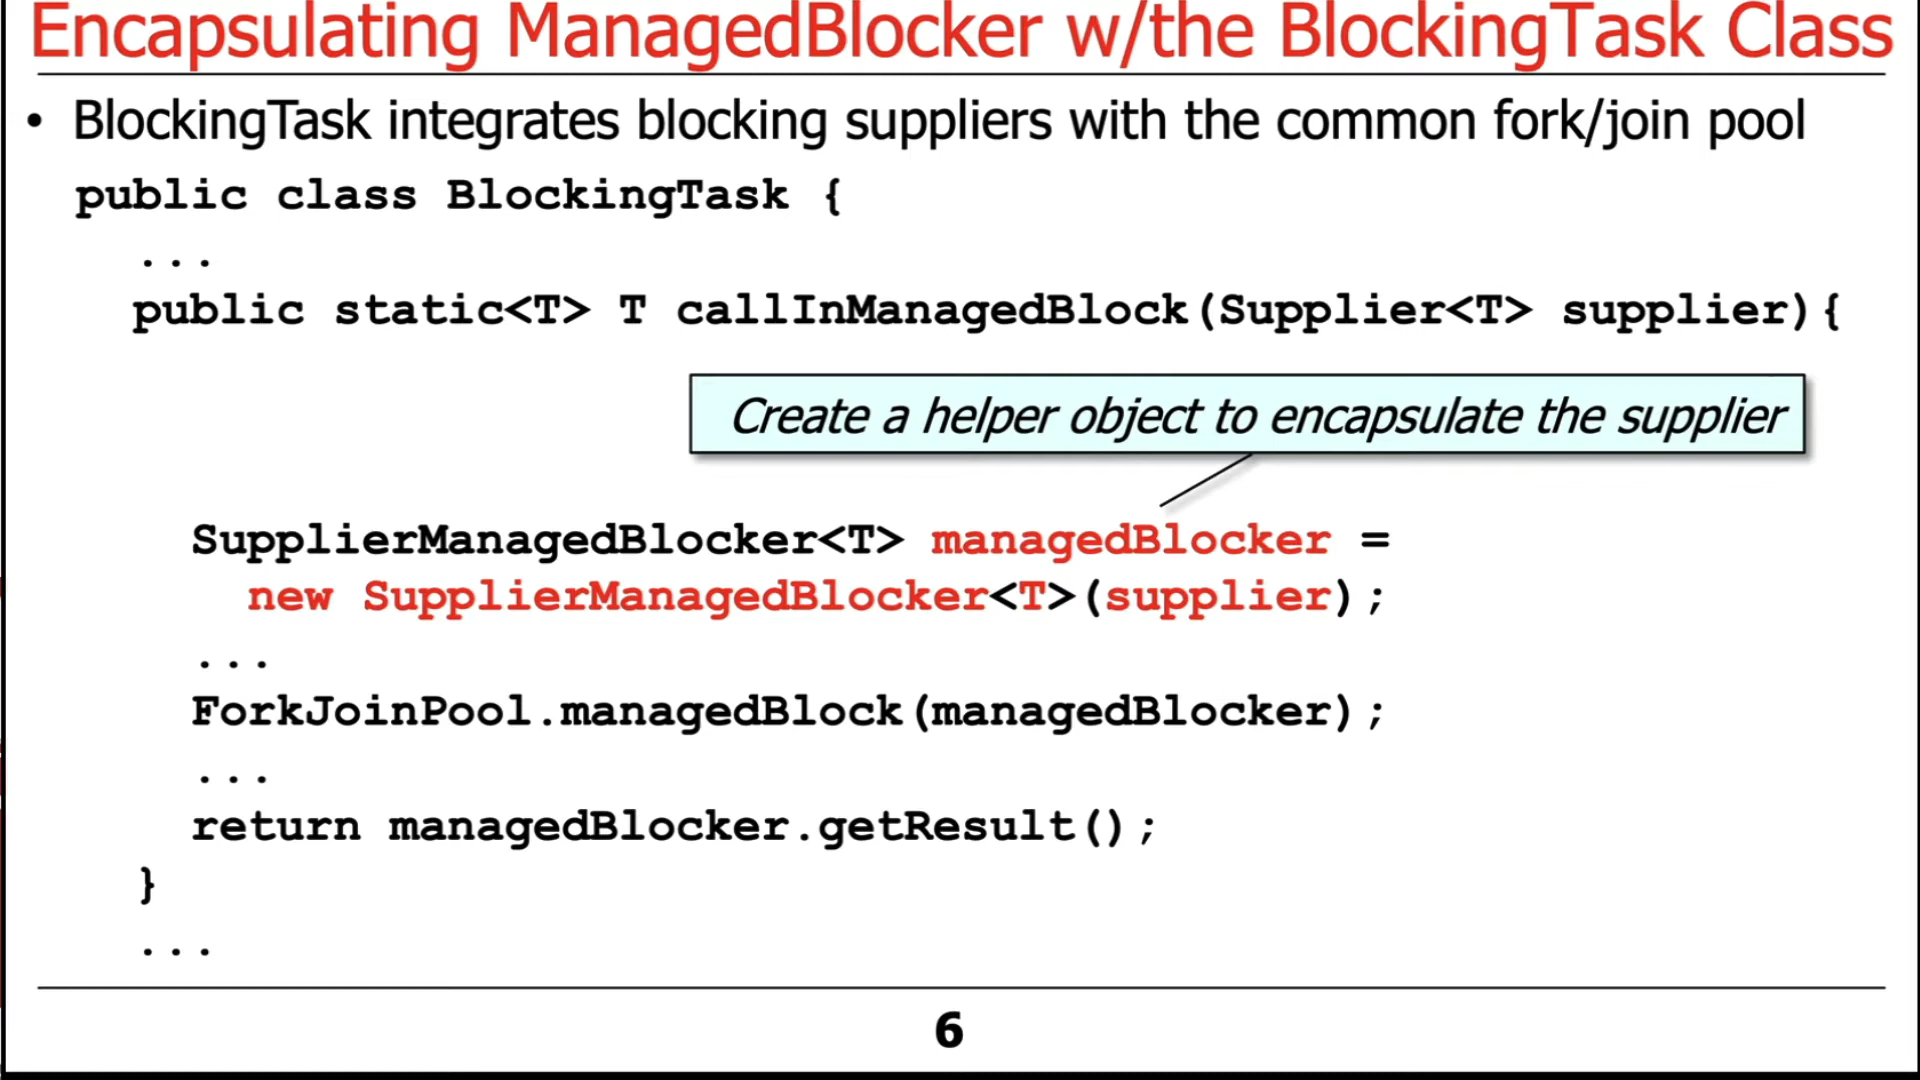 Encapsulating ManagedBlocker w/the BlockingTask Class
• BlockingTask integrates blocking suppliers with the common fork/join pool
public class BlockingTask {
...
public static<T> T callInManagedBlock(Supplier<T> supplier){
Create a helper object to encapsulate the supplier
SupplierManagedBlocker<T> managedBlocker =
new SupplierManagedBlocker<T>(supplier);
...
ForkJoinPool.managedBlock(managedBlocker);
...
return managedBlocker.getResult();
}
...
6